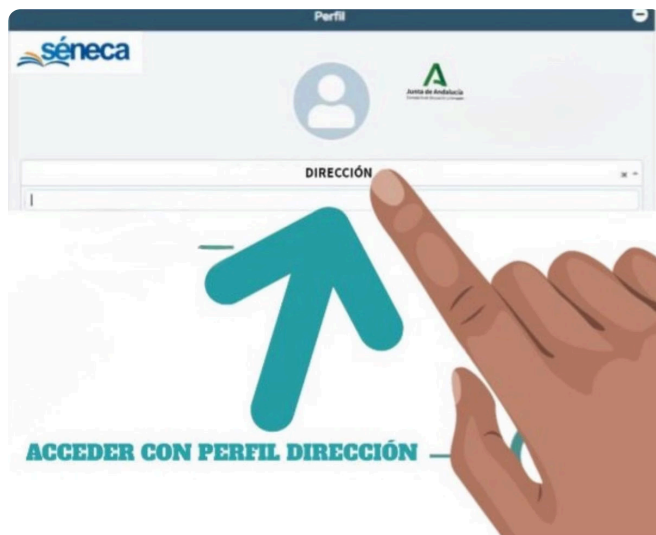 Perfil
séneca
Junta de Andalucía
DIRECCIÓN
ACCEDER CON PERFIL DIRECCIÓN